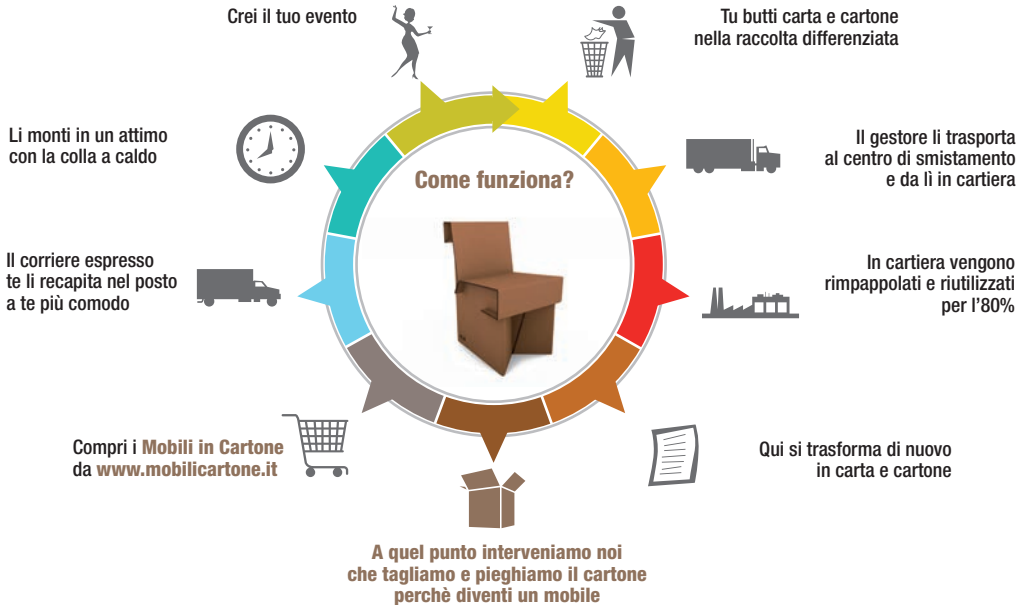 Come funziona?
Tu butti carta e cartone
nella raccolta differenziata
Il gestore li trasporta
al centro di smistamento
e da lì in cartiera
In cartiera vengono
rimpappolati e riutilizzati
per l'80%
Qui si trasforma di nuovo
in carta e cartone
A quel punto interveniamo noi
che tagliamo e pieghiamo il cartone
perchè diventi un mobile
Compri i Mobili in Cartone
da www.mobilicartone.it
Il corriere espresso
te li recapita nel posto
a te più comodo
Li monti in un attimo
con la colla a caldo
Crei il tuo evento